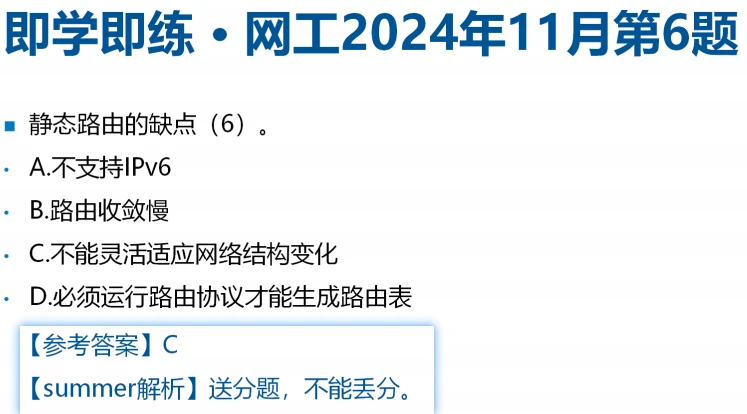 即学即练•网工2024年11月第6题
■ 静态路由的缺点（6）。
• A.不支持IPv6
• B.路由收敛慢
• C.不能灵活适应网络结构变化
• D.必须运行路由协议才能生成路由表
【参考答案】C
【summer解析】送分题，不能丢分。